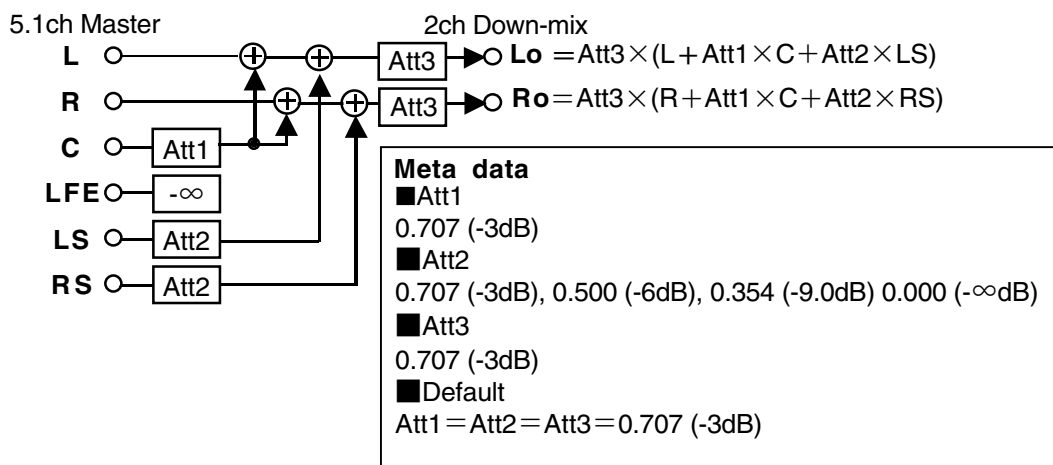 5.1ch Master
2ch Down-mix
L
Att3
Lo =Att3×(L+Att1×C+Att2×LS)
R
Att3
Ro=Att3×(R+Att1×C+Att2×RS)
C
Att1
LFE
-∞
LS
Att2
RS
Att2
Meta data
■Att1
0.707 (-3dB)
■Att2
0.707 (-3dB), 0.500 (-6dB), 0.354 (-9.0dB) 0.000 (-∞dB)
■Att3
0.707 (-3dB)
■Default
Att1=Att2=Att3=0.707 (-3dB)